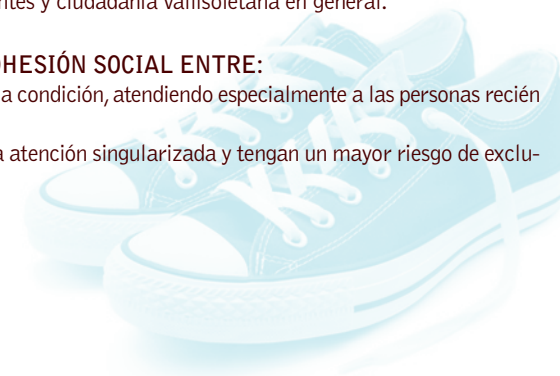 ntes y ciudadanía vallisoletana en general.
OHESIÓN SOCIAL ENTRE:
a condición, atendiendo especialmente a las personas recién
a atención singularizada y tengan un mayor riesgo de exclu-